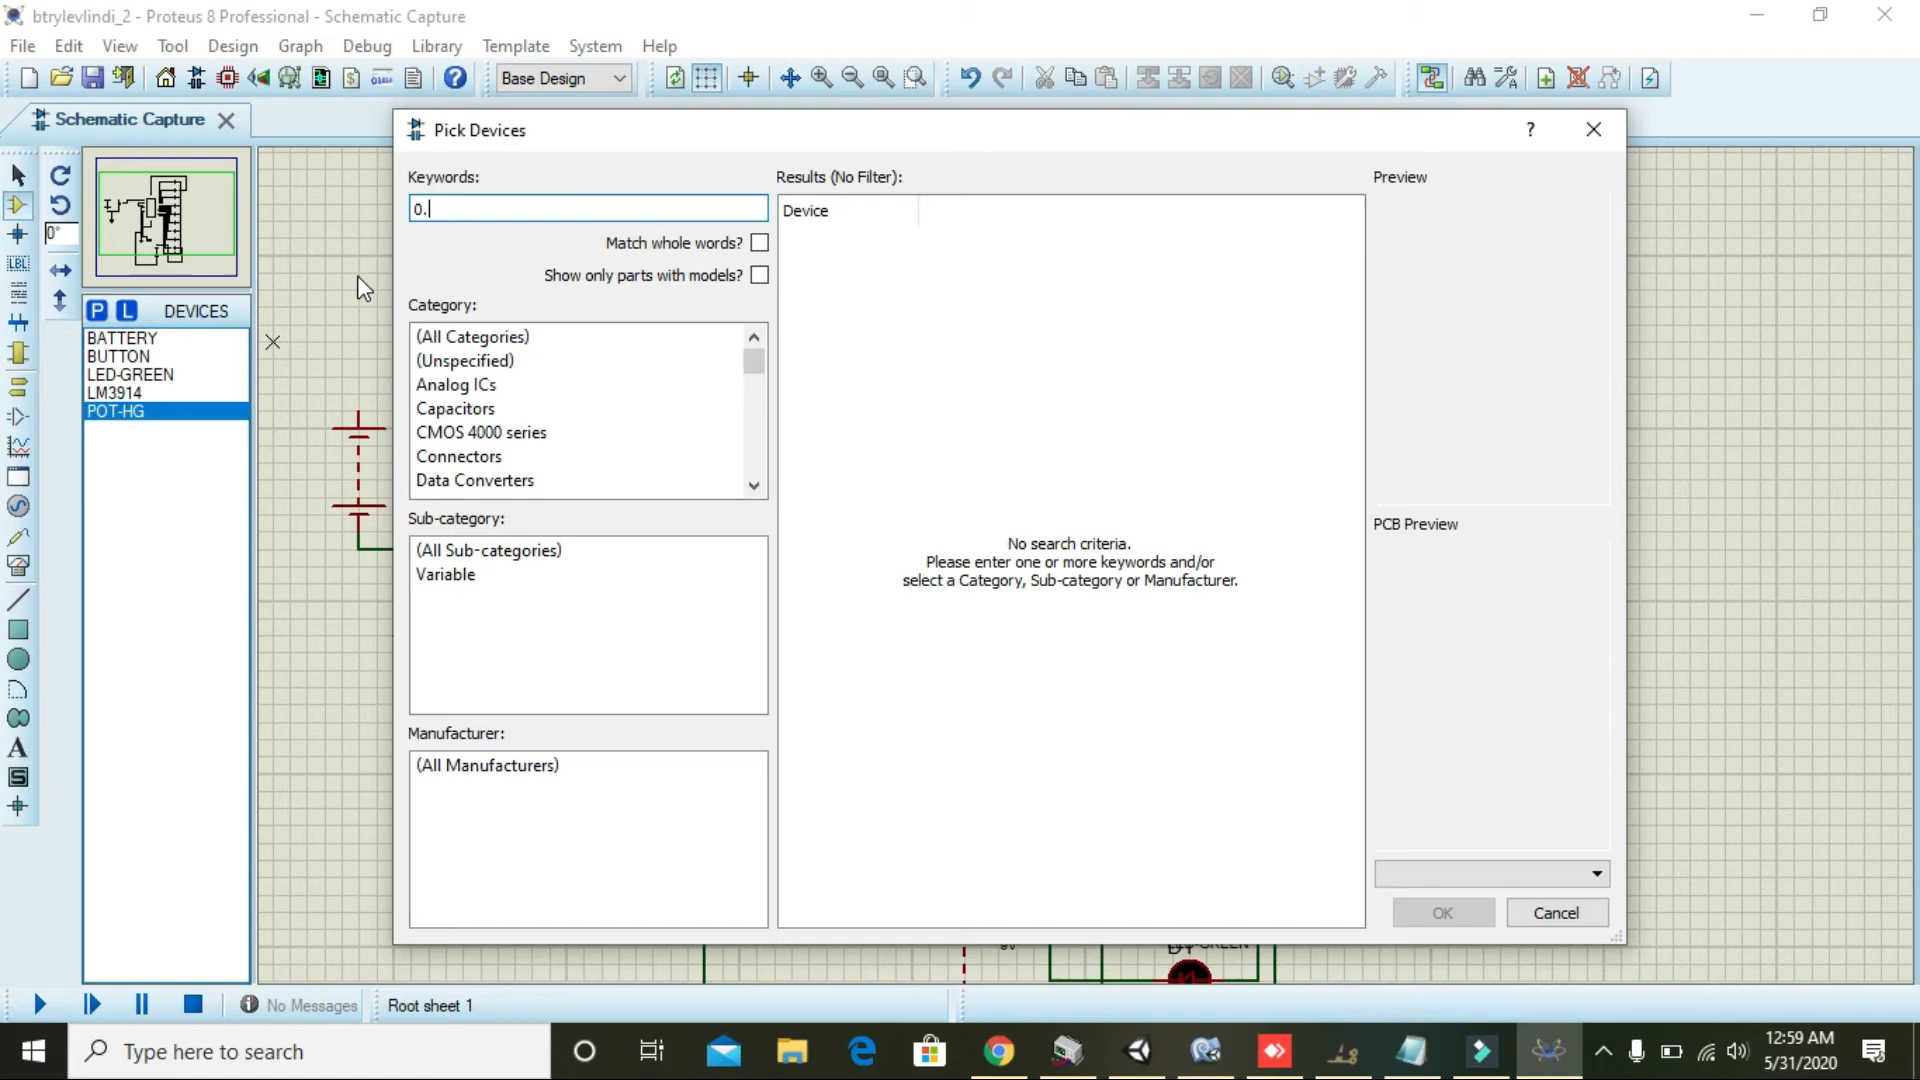 btrylevlindi_2 - Proteus 8 Professional - Schematic Capture
File Edit View Tool Design Graph Debug Library Template System Help
Base Design
Schematic Capture
Pick Devices
?
Keywords:
0.
Match whole words?
Show only parts with models?
Category:
(All Categories)
(Unspecified)
Analog ICs
Capacitors
CMOS 4000 series
Connectors
Data Converters
Sub-category:
(All Sub-categories)
Variable
Manufacturer:
(All Manufacturers)
Results (No Filter):
Device
No search criteria.
Please enter one or more keywords and/or
select a Category, Sub-category or Manufacturer.
Preview
PCB Preview
OK Cancel
0°
LBL
A
S
P L DEVICES
BATTERY
BUTTON
LED-GREEN
LM3914
POT-HG
No Messages
Root sheet 1
Type here to search
12:59 AM
5/31/2020